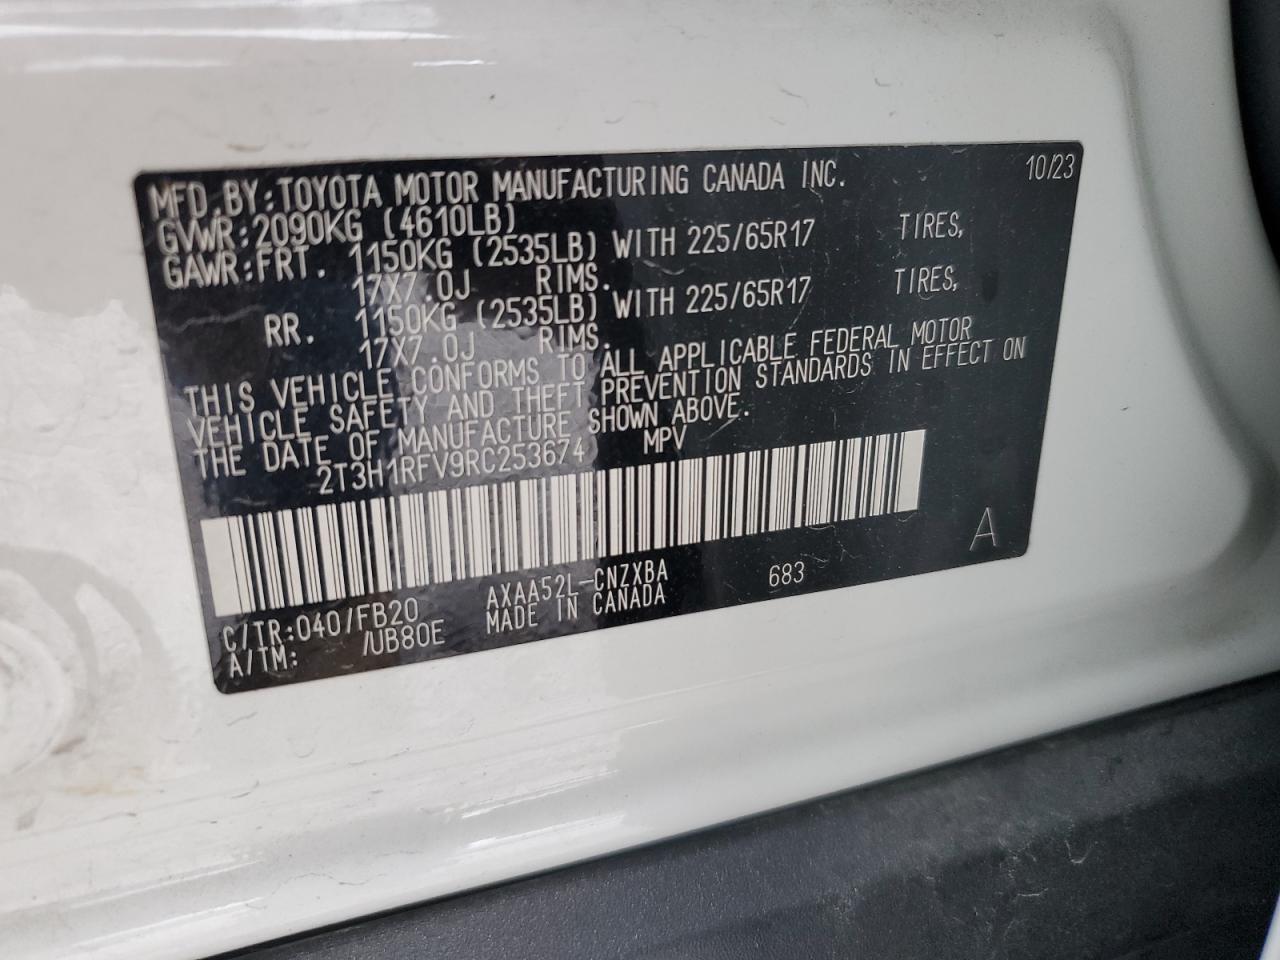 MFD.BY:TOYOTA MOTOR MANUFACTURING CANADA INC. 10/23
GVWR:2090KG (4610LB)
GAWR:FRT. 1150KG (2535LB) WITH 225/65R17 TIRES,
17X7.0J RIMS.
RR. 1150KG (2535LB) WITH 225/65R17 TIRES,
17X7.0J RIMS.
THIS VEHICLE CONFORMS TO ALL APPLICABLE FEDERAL MOTOR
VEHICLE SAFETY AND THEFT PREVENTION STANDARDS IN EFFECT ON
THE DATE OF MANUFACTURE SHOWN ABOVE.
2T3H1RFV9RC253674 MPV
C/TR:040/FB20 AXAA52L-CNZXBA 683 A
A/TM: /UB80E MADE IN CANADA